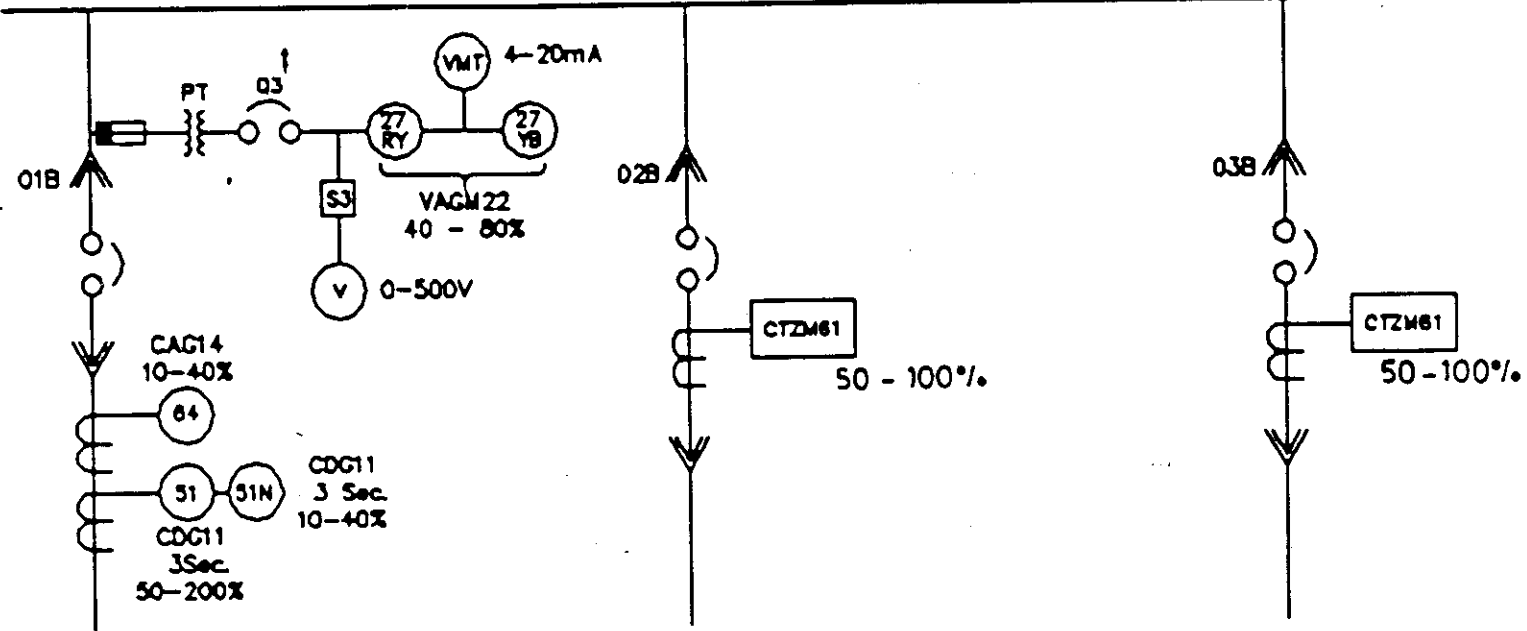 VMT 4-20mA
PT
Q3
27
RY
27
YB
01B
S3
VAGM22
40 - 80%
V 0-500V
CAG14
10-40%
64
51 51N
CDG11
3 Sec.
10-40%
CDG11
3Sec.
50-200%
02B
CTZM61
50 - 100%
03B
CTZM61
50-100%